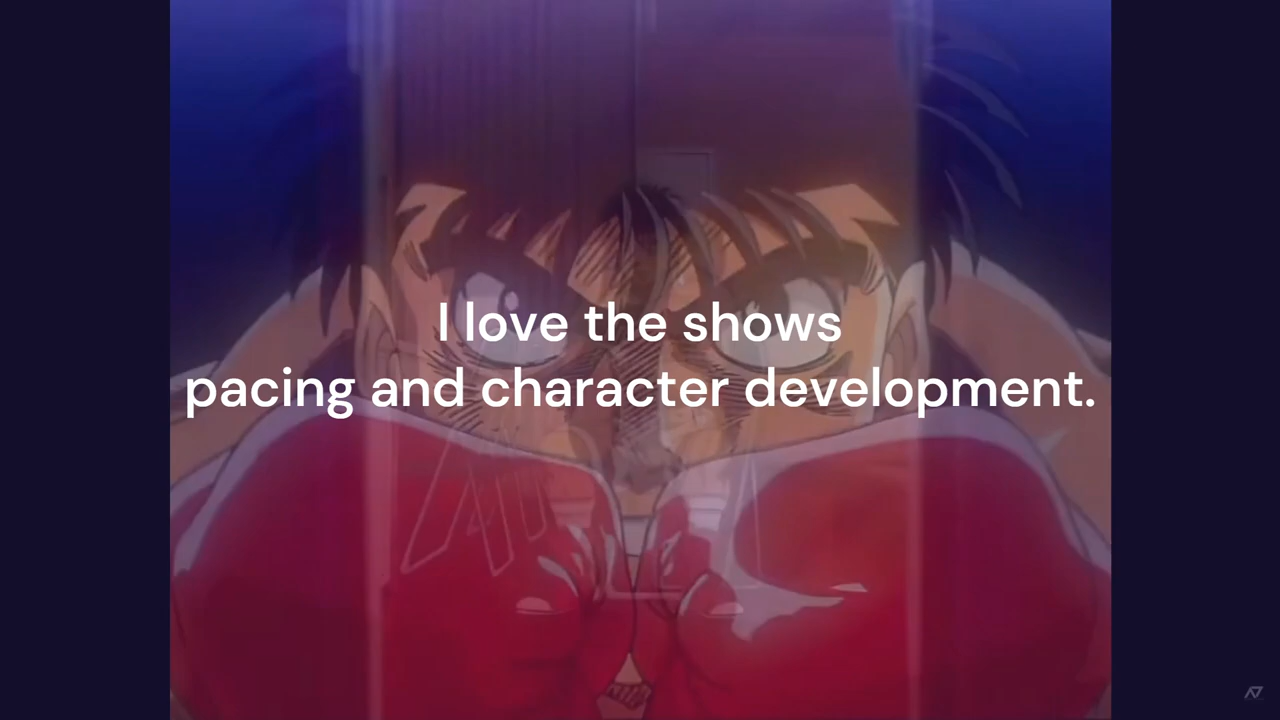 I love the shows
pacing and character development.